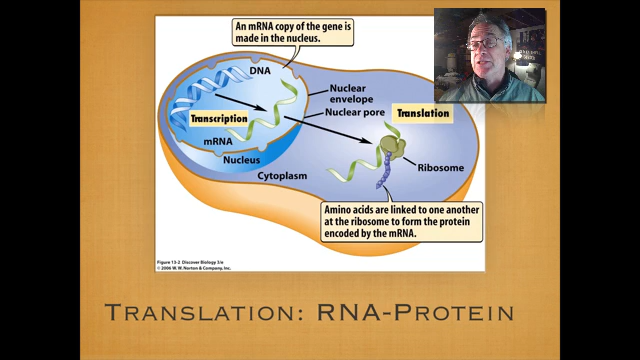 An mRNA copy of the gene is
made in the nucleus.
DNA
Nuclear
envelope
Transcription
Nuclear pore
Translation
mRNA
Nucleus
Ribosome
Cytoplasm
Amino acids are linked to one another
at the ribosome to form the protein
encoded by the mRNA.
Figure 13-2 Discover Biology 3/e
© 2006 W. W. Norton & Company, Inc.
TRANSLATION: RNA-PROTEIN